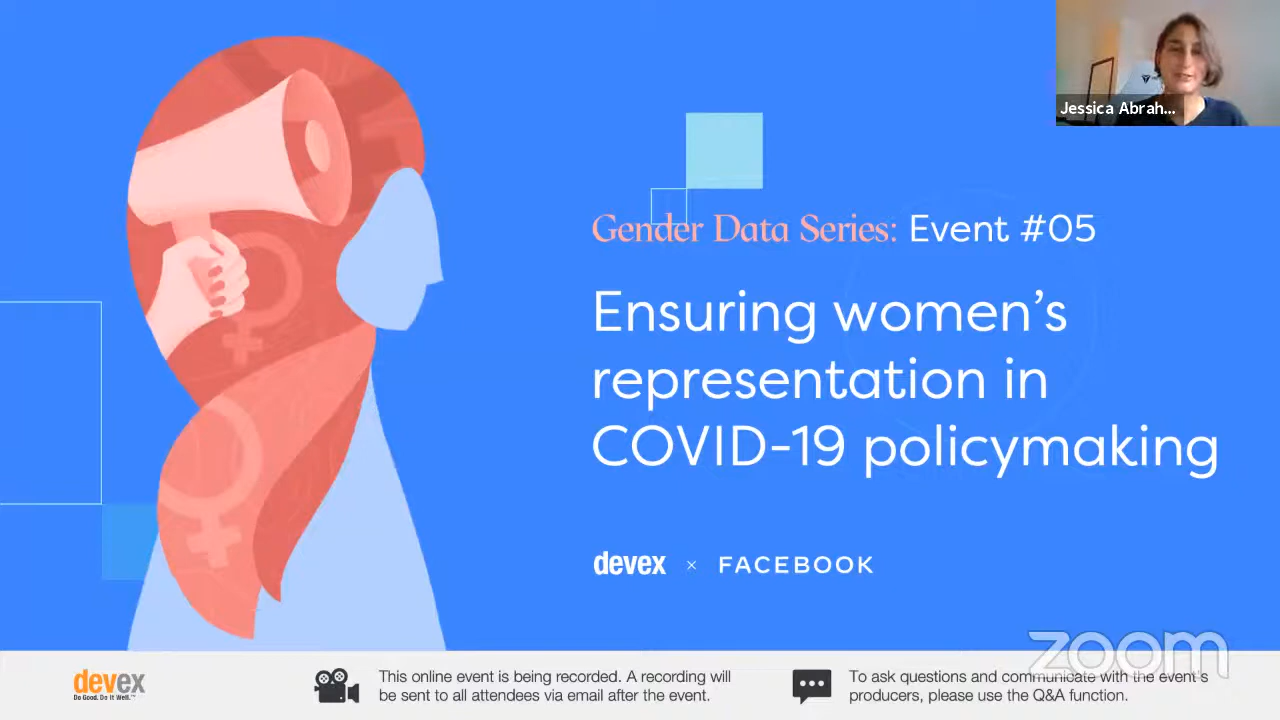 Jessica Abrah...
Gender Data Series: Event #05
Ensuring women's
representation in
COVID-19 policymaking
devex × FACEBOOK
zoom
devex
Do Good. Do It Well.™
This online event is being recorded. A recording will
be sent to all attendees via email after the event.
To ask questions and communicate with the event's
producers, please use the Q&A function.